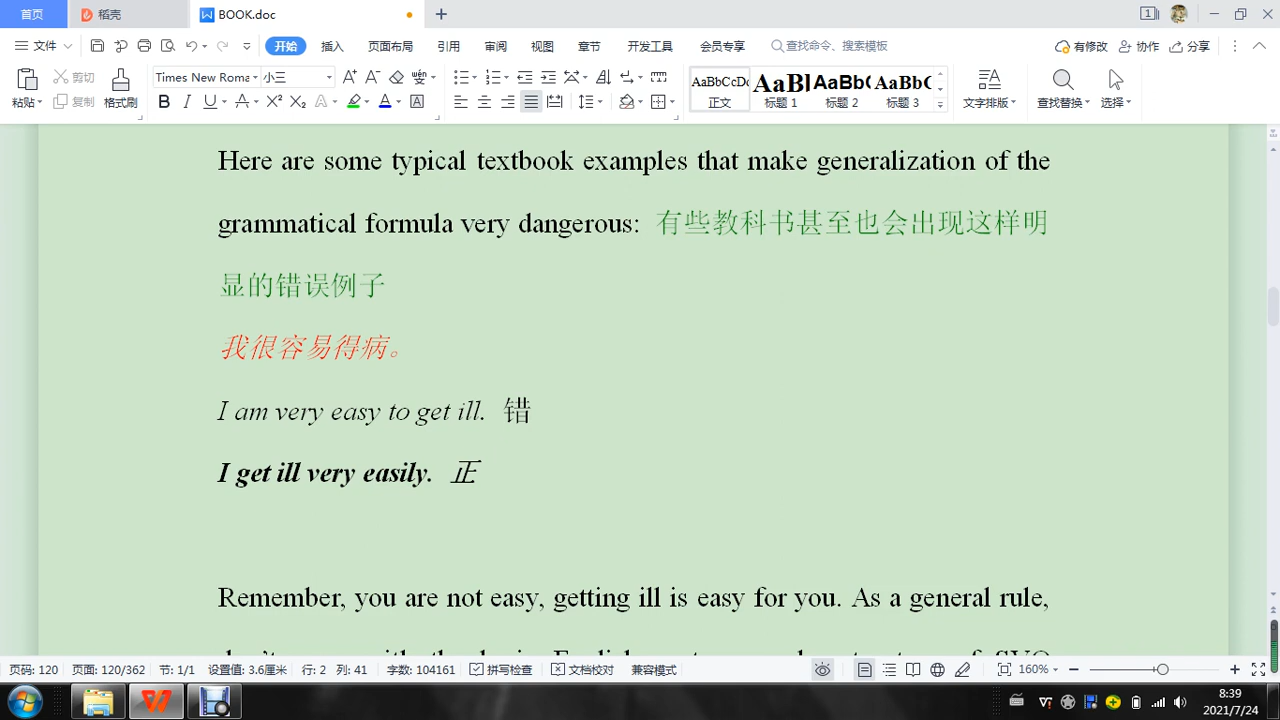 首页 稻壳 BOOK.doc
文件 开始 插入 页面布局 引用 审阅 视图 章节 开发工具 会员专享 查找命令、搜索模板 有修改 协作 分享
粘贴 剪切 复制 格式刷 Times New Roma 小三 AaBbCcDd 正文 AaBl 标题 1 AaBb( 标题 2 AaBbC 标题 3 文字排版 查找替换 选择
Here are some typical textbook examples that make generalization of the
grammatical formula very dangerous: 有些教科书甚至也会出现这样明
显的错误例子
我很容易得病。
I am very easy to get ill. 错
I get ill very easily. 正
Remember, you are not easy, getting ill is easy for you. As a general rule,
页码: 120 页面: 120/362 节: 1/1 设置值: 3.6厘米 行: 2 列: 41 字数: 104161 拼写检查 文档校对 兼容模式 160%
8:39
2021/7/24